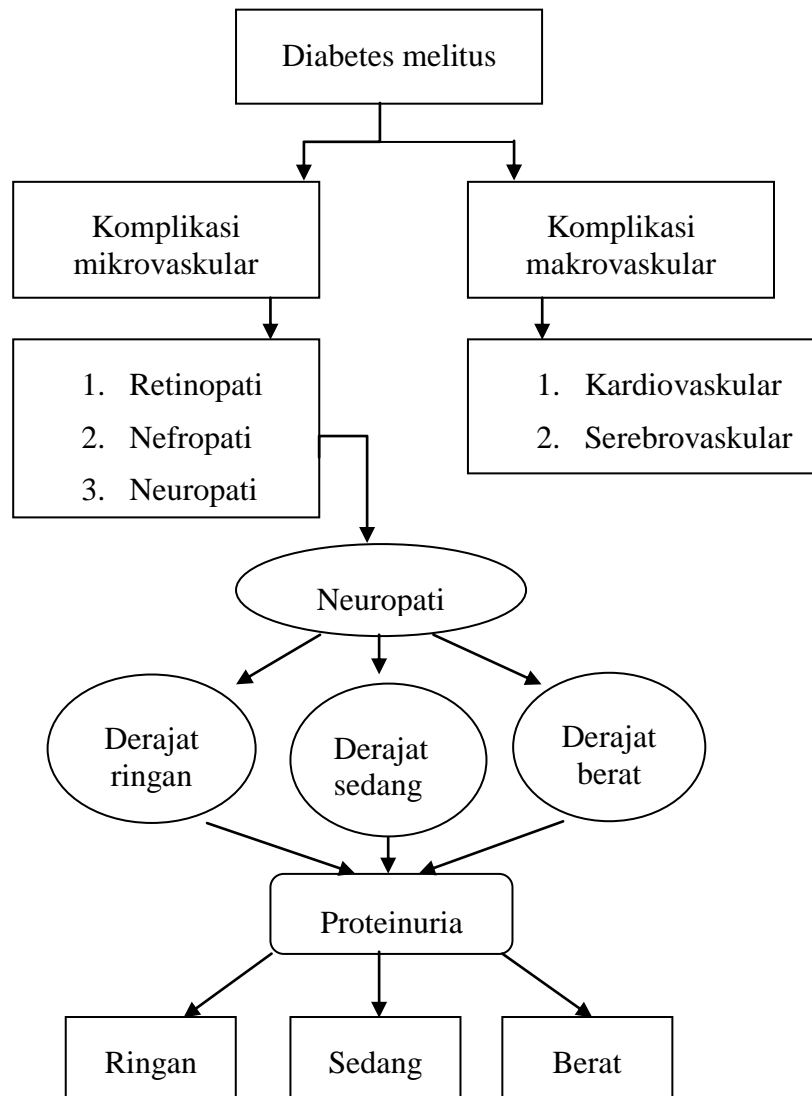 Diabetes melitus
Komplikasi
mikrovaskular
Komplikasi
makrovaskular
1. Retinopati
2. Nefropati
3. Neuropati
1. Kardiovaskular
2. Serebrovaskular
Neuropati
Derajat
ringan
Derajat
sedang
Derajat
berat
Proteinuria
Ringan
Sedang
Berat